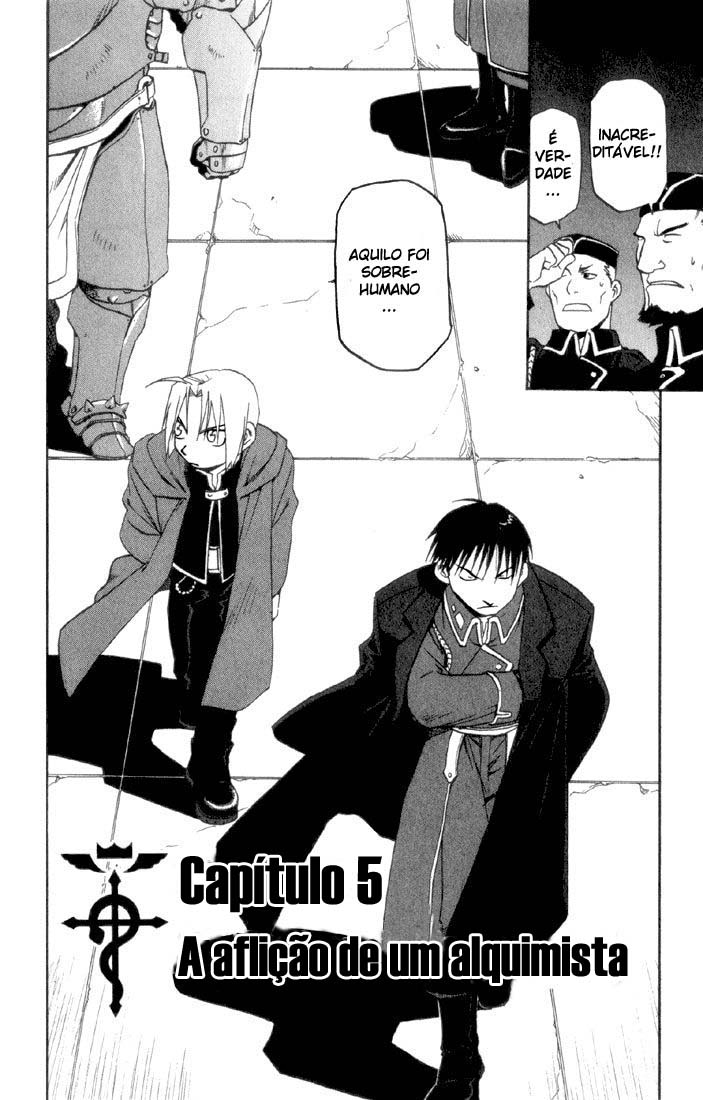 INACRE-
DITÁVEL!!
É
VER-
DADE
...
AQUILO FOI
SOBRE-
HUMANO
...
Capítulo 5
A aflição de um alquimista